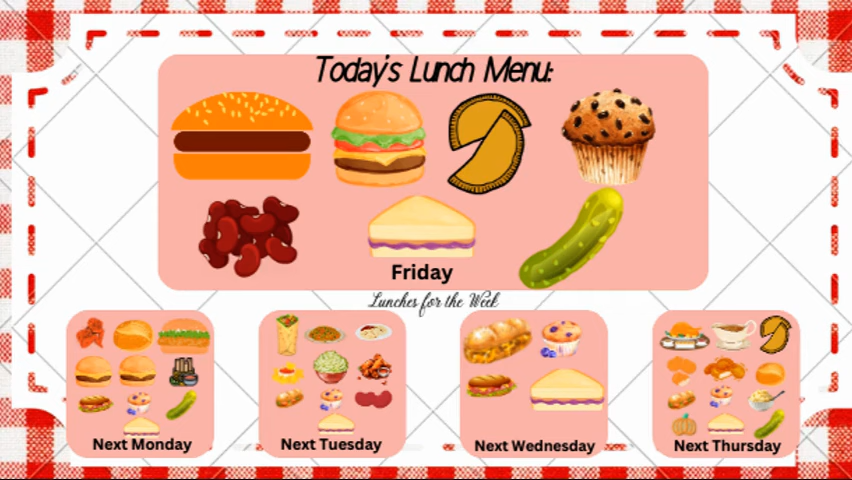 Today's Lunch Menu:
Friday
Lunches for the Week
Next Monday
Next Tuesday
Next Wednesday
Next Thursday